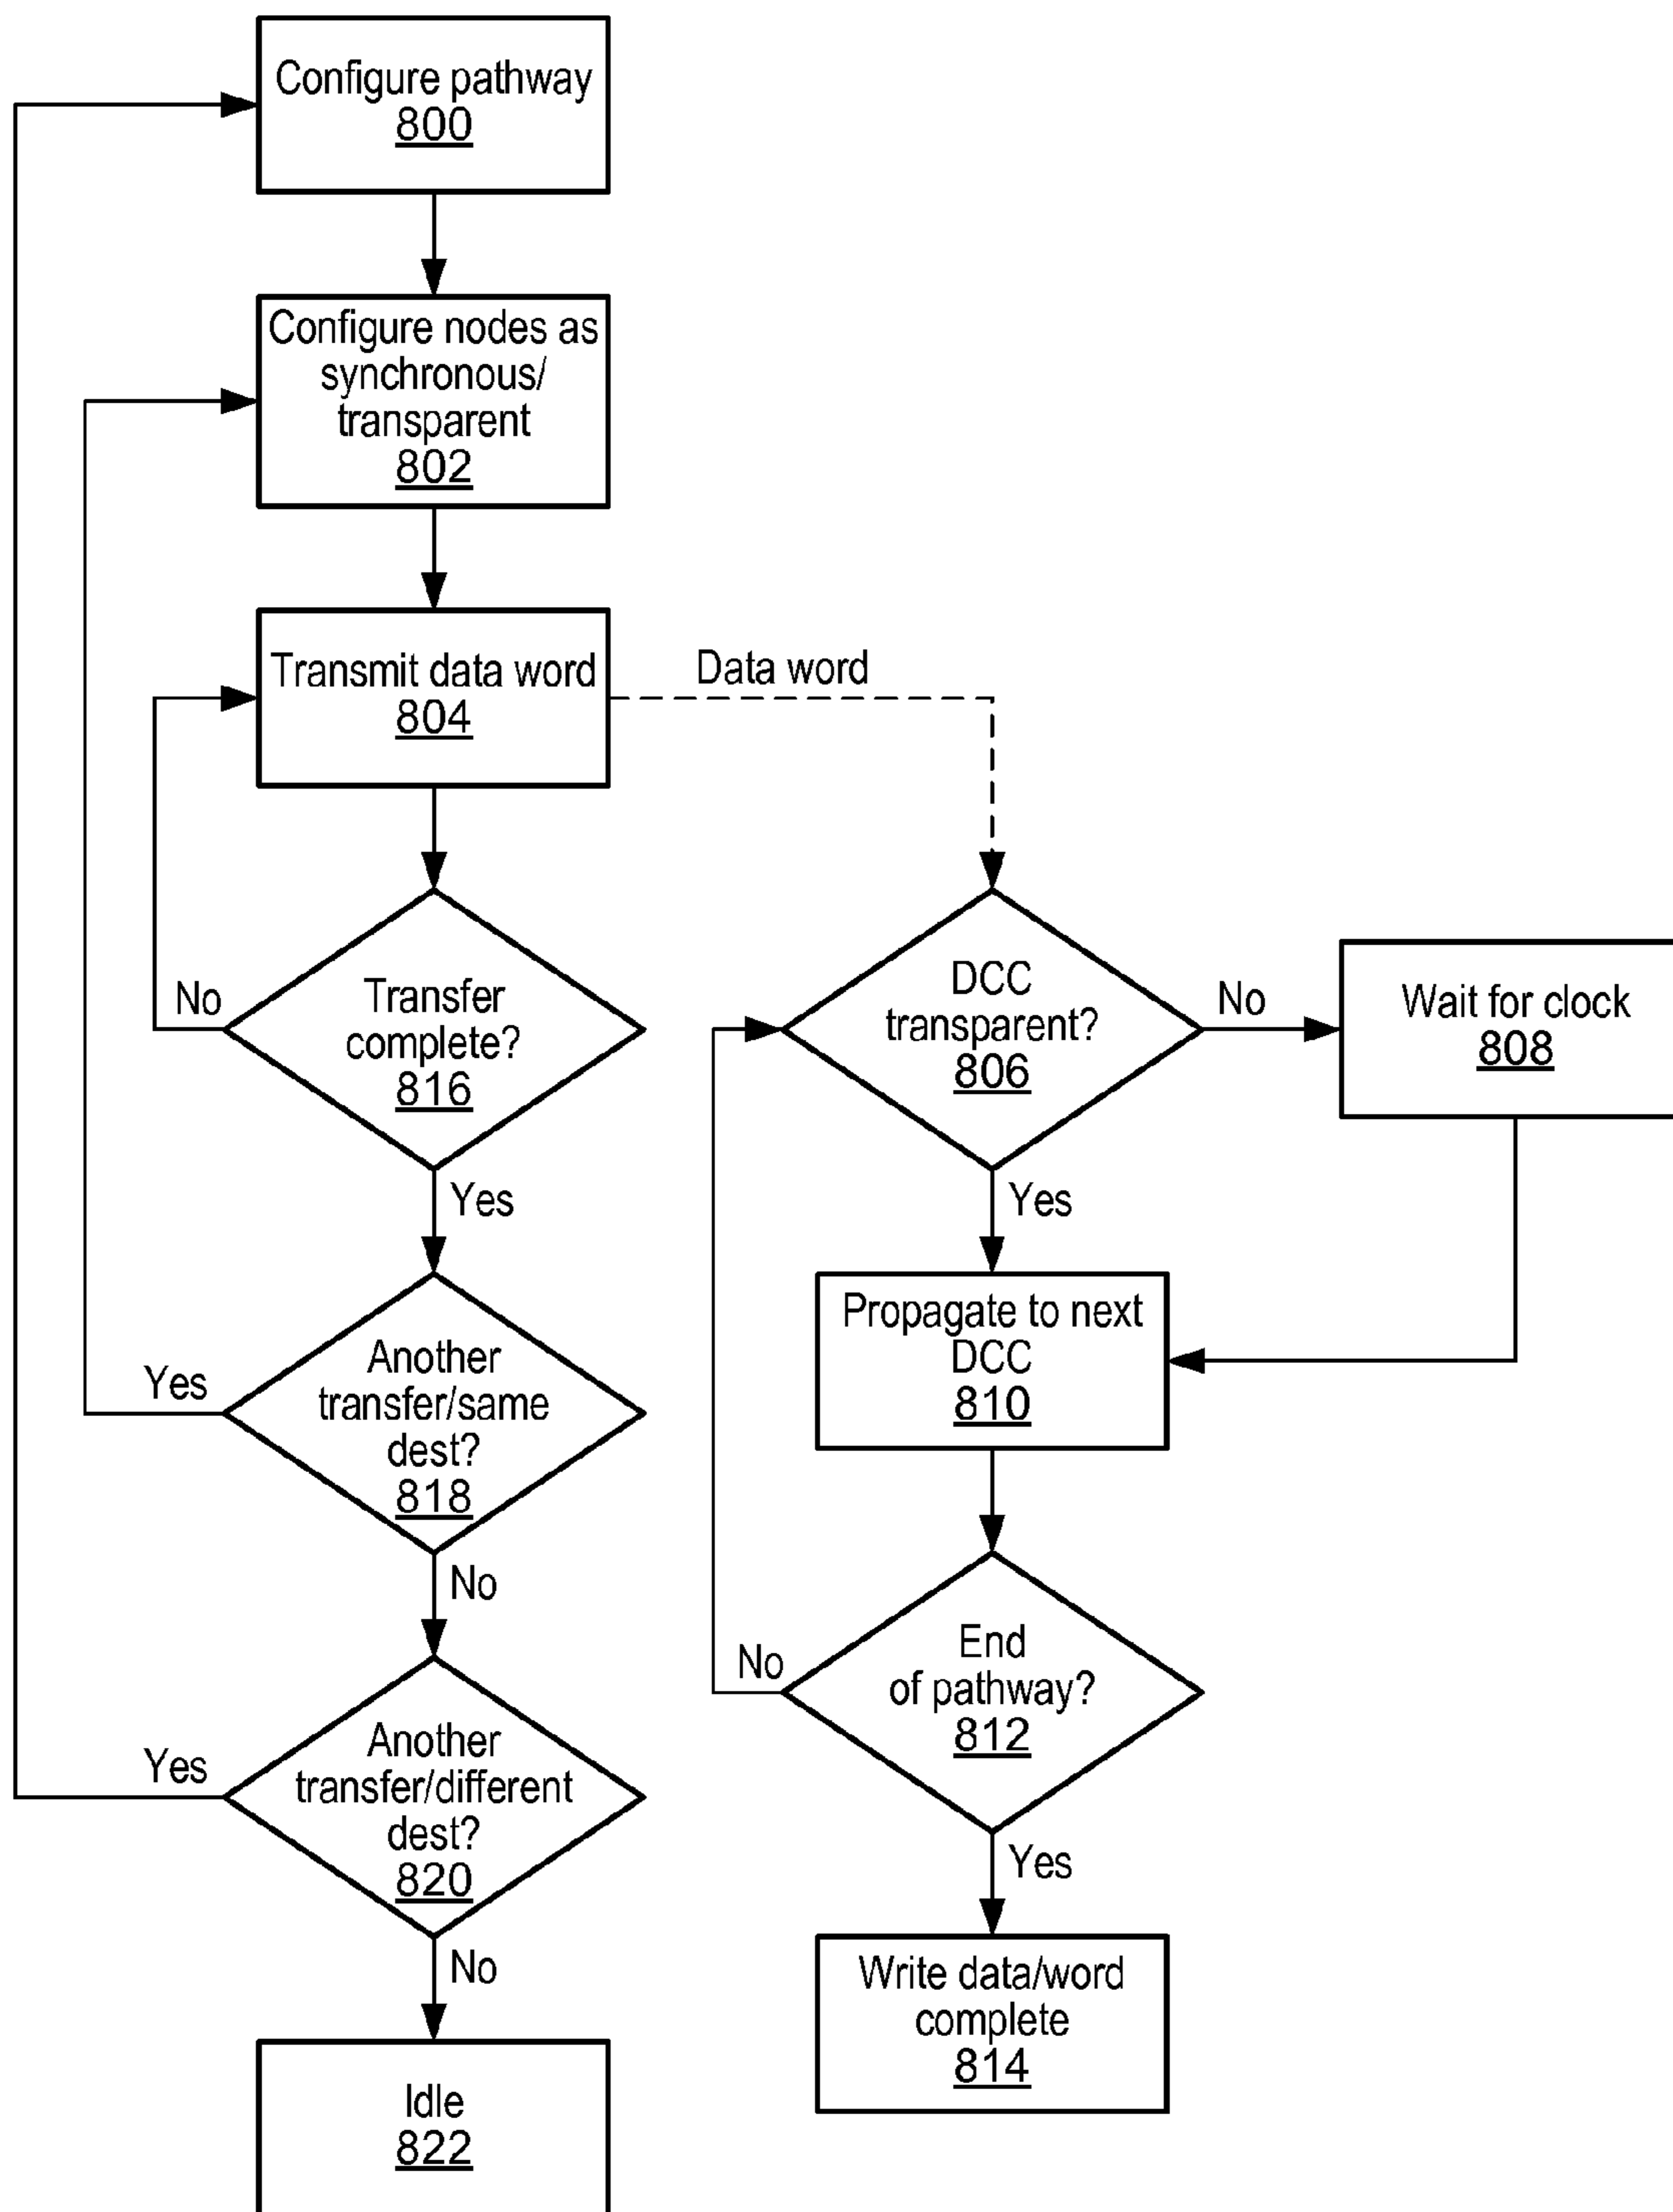 Configure pathway
800
Configure nodes as
synchronous/
transparent
802
Transmit data word
804
Data word
Transfer
complete?
816
No
Yes
DCC
transparent?
806
No
Yes
Wait for clock
808
Propagate to next
DCC
810
Another
transfer/same
dest?
818
Yes
No
End
of pathway?
812
No
Yes
Another
transfer/different
dest?
820
Yes
No
Write data/word
complete
814
Idle
822